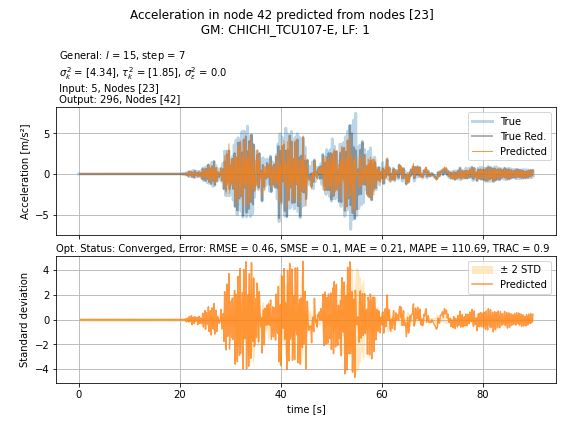 Acceleration in node 42 predicted from nodes [23]
GM: CHICHI_TCU107-E, LF: 1
General: l = 15, step = 7
σ²ₖ = [4.34], τ²ₖ = [1.85], σ²ε = 0.0
Input: 5, Nodes [23]
Output: 296, Nodes [42]
Acceleration [m/s²]
5
0
−5
True
True Red.
Predicted
Opt. Status: Converged, Error: RMSE = 0.46, SMSE = 0.1, MAE = 0.21, MAPE = 110.69, TRAC = 0.9
Standard deviation
4
2
0
−2
−4
± 2 STD
Predicted
0 20 40 60 80
time [s]